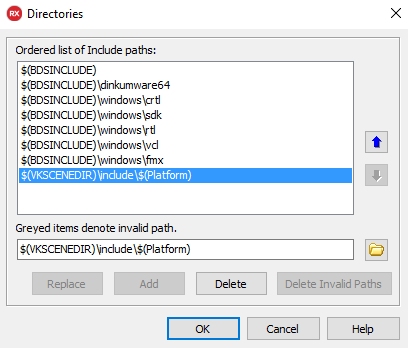 RX Directories
Ordered list of Include paths:
$(BDSINCLUDE)
$(BDSINCLUDE)\dinkumware64
$(BDSINCLUDE)\windows\crtl
$(BDSINCLUDE)\windows\sdk
$(BDSINCLUDE)\windows\rtl
$(BDSINCLUDE)\windows\vcl
$(BDSINCLUDE)\windows\fmx
$(VKSCENEDIR)\include\$(Platform)
Greyed items denote invalid path.
$(VKSCENEDIR)\include\$(Platform)
Replace Add Delete Delete Invalid Paths
OK Cancel Help